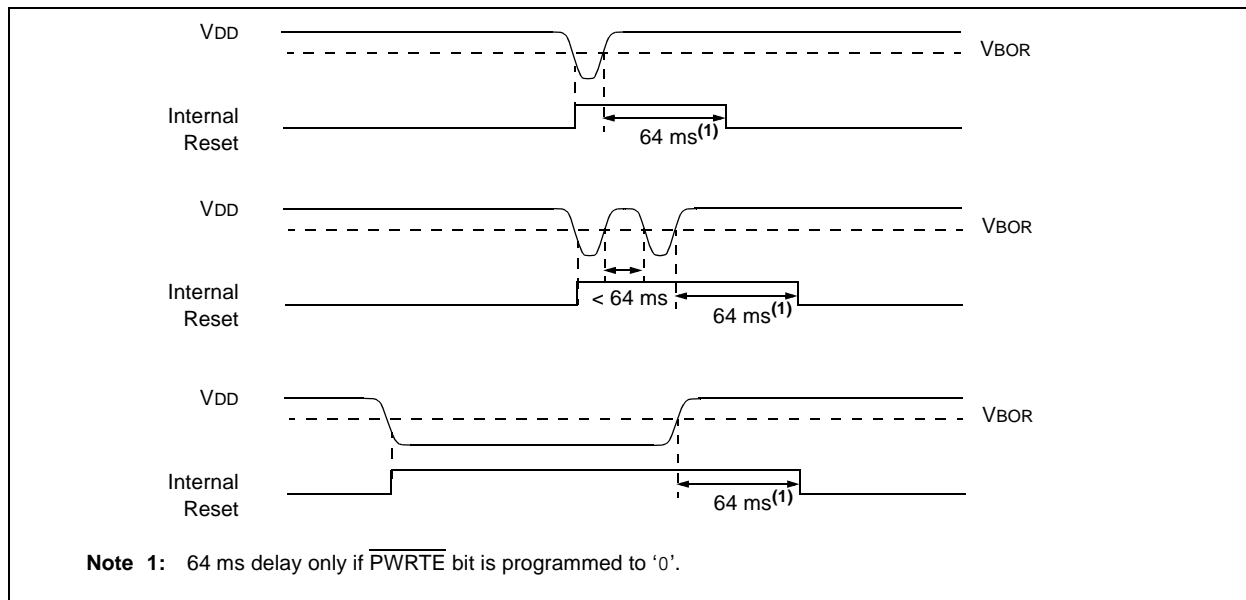 VDD
VBOR
Internal
Reset
64 ms(1)
VDD
VBOR
Internal
Reset
< 64 ms
64 ms(1)
VDD
VBOR
Internal
Reset
64 ms(1)
Note 1: 64 ms delay only if PWRTE bit is programmed to ‘0’.